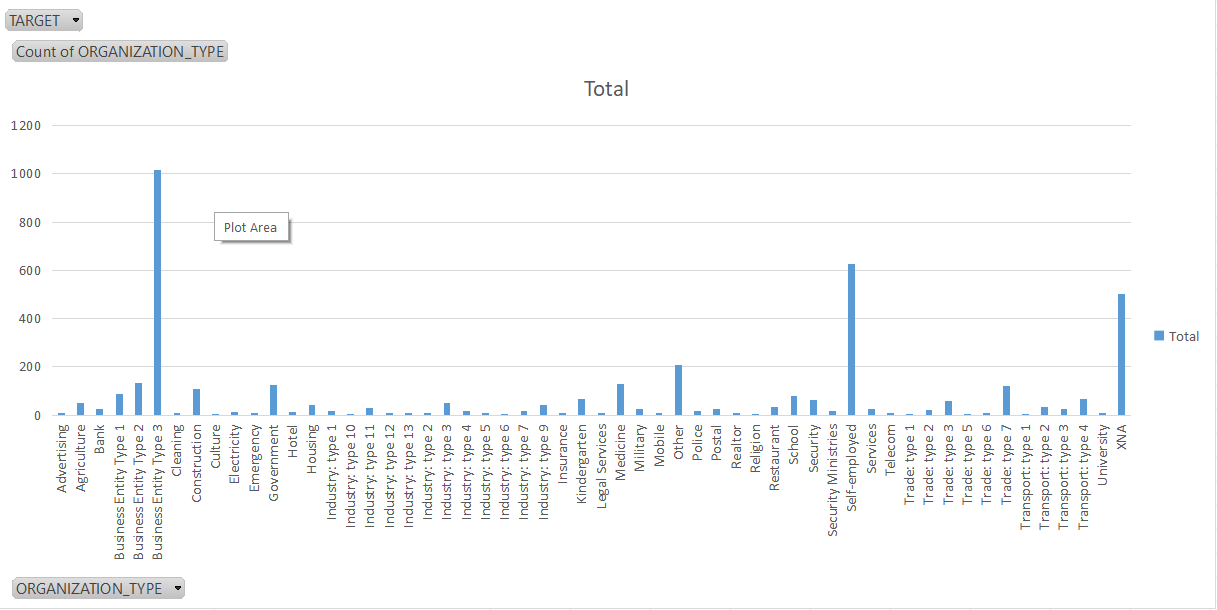 TARGET
Count of ORGANIZATION_TYPE
Total
1200
1000
800
600
400
200
0
Plot Area
Total
Advertising
Agriculture
Bank
Business Entity Type 1
Business Entity Type 2
Business Entity Type 3
Cleaning
Construction
Culture
Electricity
Emergency
Government
Hotel
Housing
Industry: type 1
Industry: type 10
Industry: type 11
Industry: type 12
Industry: type 13
Industry: type 2
Industry: type 3
Industry: type 4
Industry: type 5
Industry: type 6
Industry: type 7
Industry: type 9
Insurance
Kindergarten
Legal Services
Medicine
Military
Mobile
Other
Police
Postal
Realtor
Religion
Restaurant
School
Security
Security Ministries
Self-employed
Services
Telecom
Trade: type 1
Trade: type 2
Trade: type 3
Trade: type 5
Trade: type 6
Trade: type 7
Transport: type 1
Transport: type 2
Transport: type 3
Transport: type 4
University
XNA
ORGANIZATION_TYPE